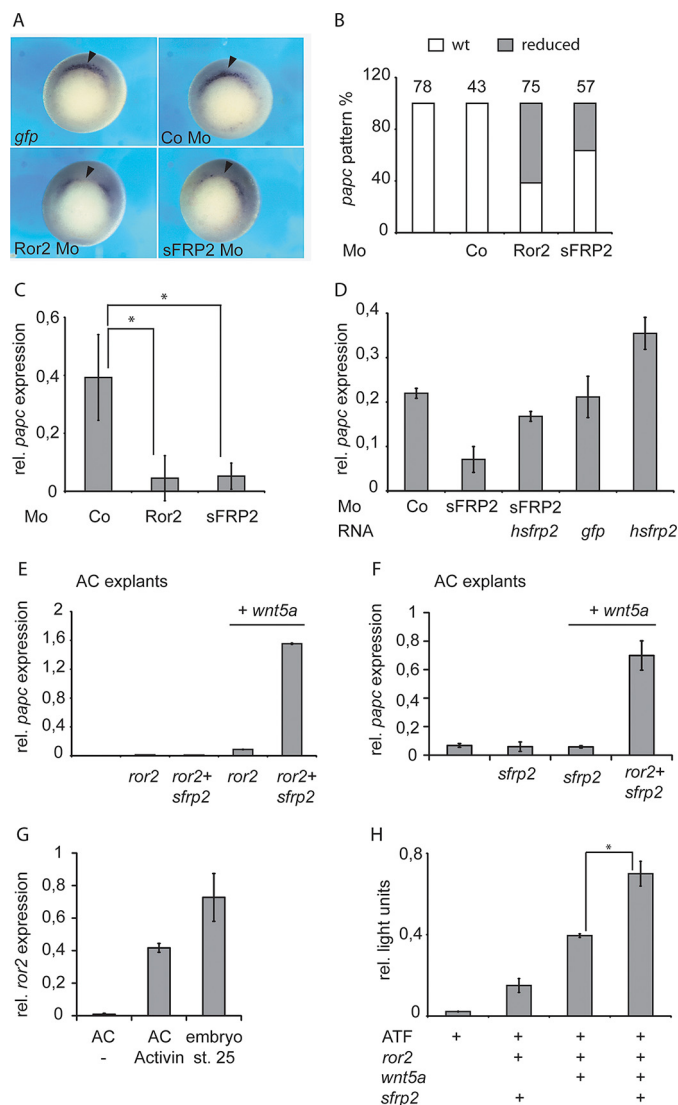 A
gfp
Co Mo
Ror2 Mo
sFRP2 Mo
B
wt
reduced
papc pattern %
120
80
40
0
78
43
75
57
Mo
Co
Ror2
sFRP2
C
rel. papc expression
0,6
0,4
0,2
0
*
*
Mo
Co
Ror2
sFRP2
D
rel. papc expression
0,4
0,3
0,2
0,1
0
Mo
Co
sFRP2
sFRP2
RNA
hsfrp2
gfp
hsfrp2
E
AC explants
+ wnt5a
rel. papc expression
2
1,6
1,2
0,8
0,4
0
ror2
ror2+
sfrp2
ror2
ror2+
sfrp2
F
AC explants
+ wnt5a
rel. papc expression
1
0,8
0,6
0,4
0,2
0
sfrp2
sfrp2
ror2+
sfrp2
G
rel. ror2 expression
1
0,8
0,6
0,4
0,2
0
AC
AC
embryo
-
Activin
st. 25
H
rel. light units
0,8
0,4
0
*
ATF + + + +
ror2 + + +
wnt5a + +
sfrp2 + +